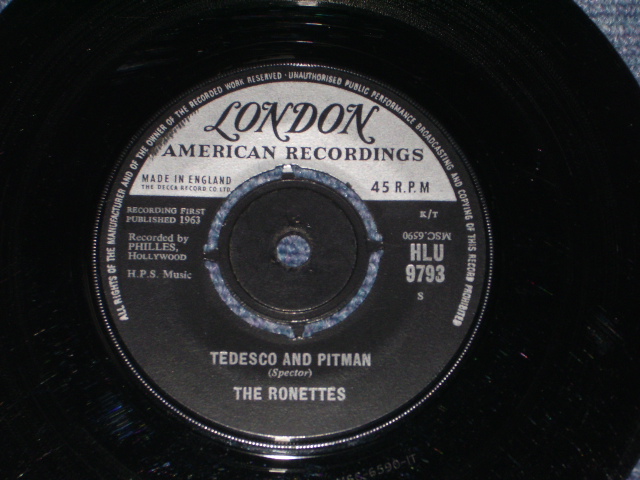 ALL RIGHTS OF THE MANUFACTURER AND OF THE OWNER OF THE RECORDED WORK RESERVED · UNAUTHORISED PUBLIC PERFORMANCE BROADCASTING AND COPYING OF THIS RECORD PROHIBITED
LONDON
AMERICAN RECORDINGS
MADE IN ENGLAND
THE DECCA RECORD CO. LTD.
45 R.P.M
RECORDING FIRST
PUBLISHED 1963
K/T
Recorded by
PHILLES,
HOLLYWOOD
MSC.6590
HLU
9793
H.P.S. Music
S
TEDESCO AND PITMAN
(Spector)
THE RONETTES